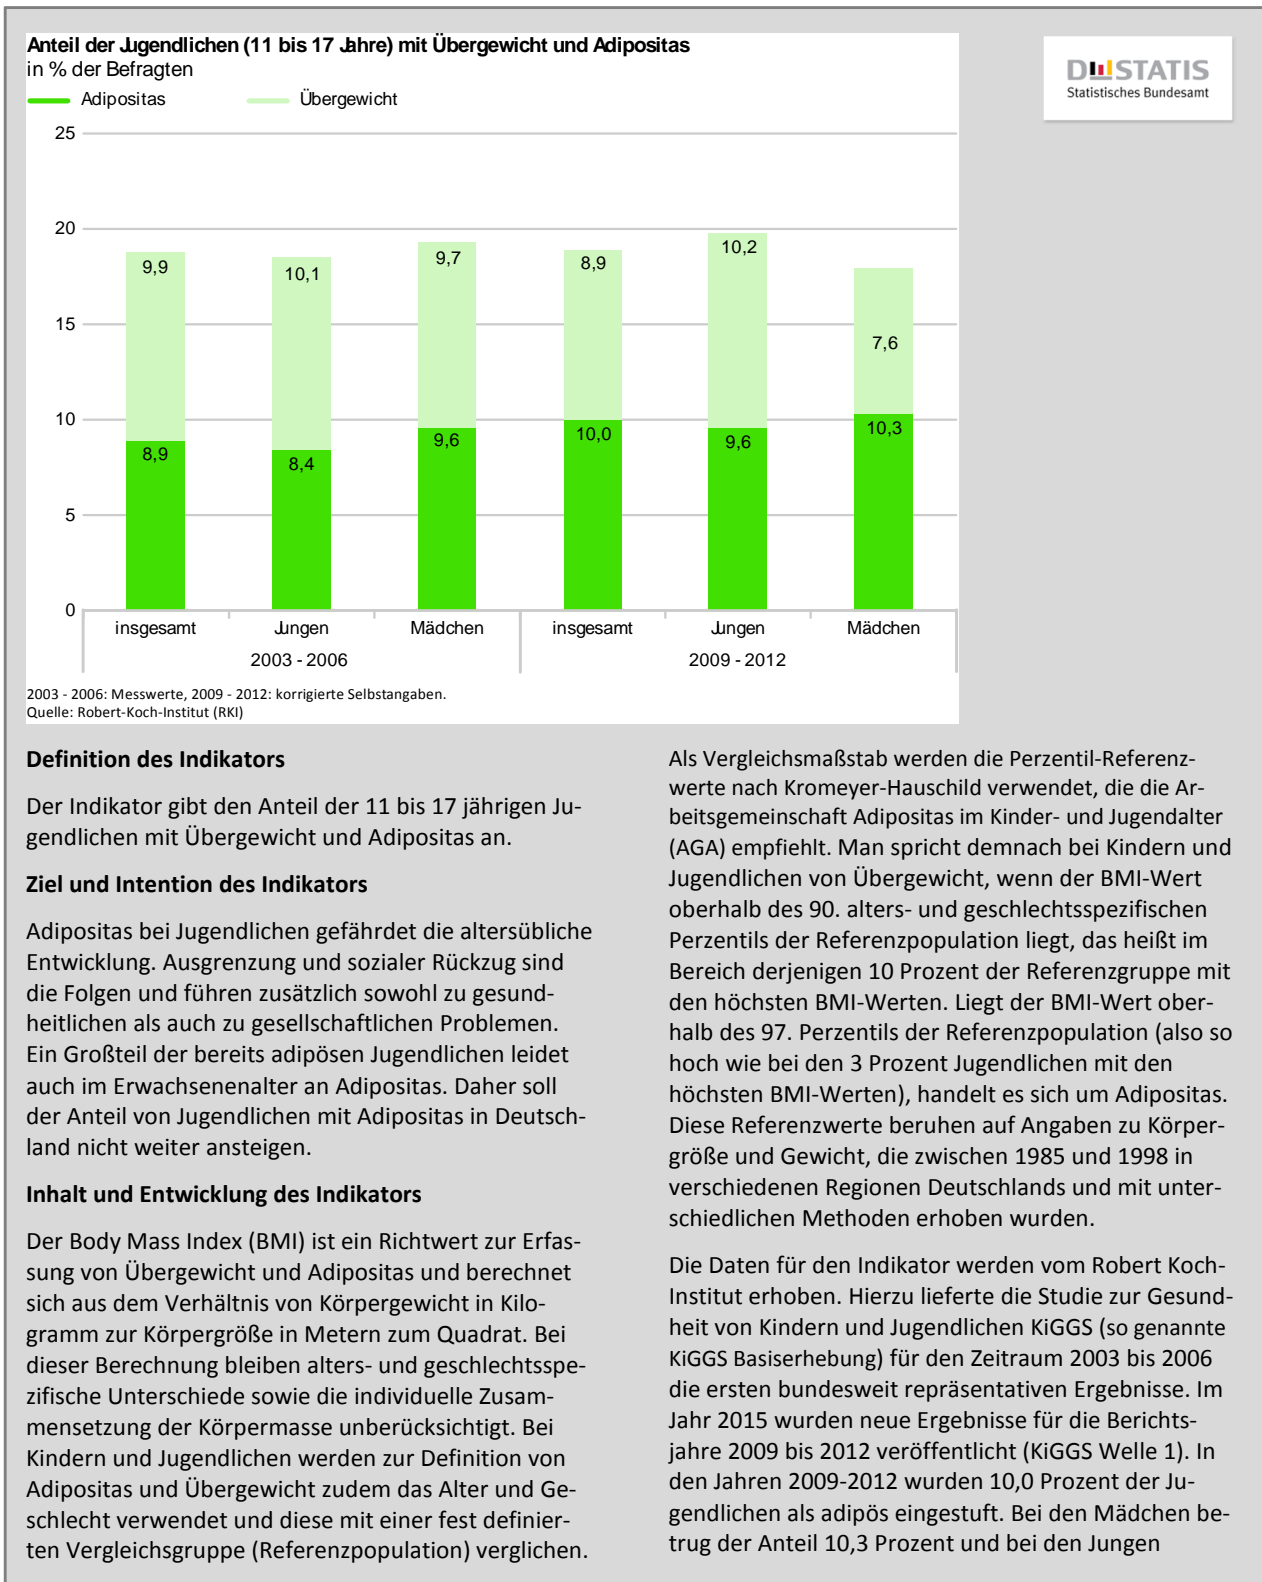 Anteil der Jugendlichen (11 bis 17 Jahre) mit Übergewicht und Adipositas
in % der Befragten
Adipositas Übergewicht
DESTATIS
Statistisches Bundesamt
25
20
15
10
5
0
9,9 10,1 9,7 8,9 10,2 7,6
8,9 8,4 9,6 10,0 9,6 10,3
insgesamt Jungen Mädchen insgesamt Jungen Mädchen
2003 - 2006 2009 - 2012
2003 - 2006: Messwerte, 2009 - 2012: korrigierte Selbstangaben.
Quelle: Robert-Koch-Institut (RKI)
Definition des Indikators
Der Indikator gibt den Anteil der 11 bis 17 jährigen Ju-
gendlichen mit Übergewicht und Adipositas an.
Ziel und Intention des Indikators
Adipositas bei Jugendlichen gefährdet die altersübliche
Entwicklung. Ausgrenzung und sozialer Rückzug sind
die Folgen und führen zusätzlich sowohl zu gesund-
heitlichen als auch zu gesellschaftlichen Problemen.
Ein Großteil der bereits adipösen Jugendlichen leidet
auch im Erwachsenenalter an Adipositas. Daher soll
der Anteil von Jugendlichen mit Adipositas in Deutsch-
land nicht weiter ansteigen.
Inhalt und Entwicklung des Indikators
Der Body Mass Index (BMI) ist ein Richtwert zur Erfas-
sung von Übergewicht und Adipositas und berechnet
sich aus dem Verhältnis von Körpergewicht in Kilo-
gramm zur Körpergröße in Metern zum Quadrat. Bei
dieser Berechnung bleiben alters- und geschlechtsspe-
zifische Unterschiede sowie die individuelle Zusam-
mensetzung der Körpermasse unberücksichtigt. Bei
Kindern und Jugendlichen werden zur Definition von
Adipositas und Übergewicht zudem das Alter und Ge-
schlecht verwendet und diese mit einer fest definier-
ten Vergleichsgruppe (Referenzpopulation) verglichen.
Als Vergleichsmaßstab werden die Perzentil-Referenz-
werte nach Kromeyer-Hauschild verwendet, die die Ar-
beitsgemeinschaft Adipositas im Kinder- und Jugendalter
(AGA) empfiehlt. Man spricht demnach bei Kindern und
Jugendlichen von Übergewicht, wenn der BMI-Wert
oberhalb des 90. alters- und geschlechtsspezifischen
Perzentils der Referenzpopulation liegt, das heißt im
Bereich derjenigen 10 Prozent der Referenzgruppe mit
den höchsten BMI-Werten. Liegt der BMI-Wert ober-
halb des 97. Perzentils der Referenzpopulation (also so
hoch wie bei den 3 Prozent Jugendlichen mit den
höchsten BMI-Werten), handelt es sich um Adipositas.
Diese Referenzwerte beruhen auf Angaben zu Körper-
größe und Gewicht, die zwischen 1985 und 1998 in
verschiedenen Regionen Deutschlands und mit unter-
schiedlichen Methoden erhoben wurden.
Die Daten für den Indikator werden vom Robert Koch-
Institut erhoben. Hierzu lieferte die Studie zur Gesund-
heit von Kindern und Jugendlichen KiGGS (so genannte
KiGGS Basiserhebung) für den Zeitraum 2003 bis 2006
die ersten bundesweit repräsentativen Ergebnisse. Im
Jahr 2015 wurden neue Ergebnisse für die Berichts-
jahre 2009 bis 2012 veröffentlicht (KiGGS Welle 1). In
den Jahren 2009-2012 wurden 10,0 Prozent der Ju-
gendlichen als adipös eingestuft. Bei den Mädchen be-
trug der Anteil 10,3 Prozent und bei den Jungen